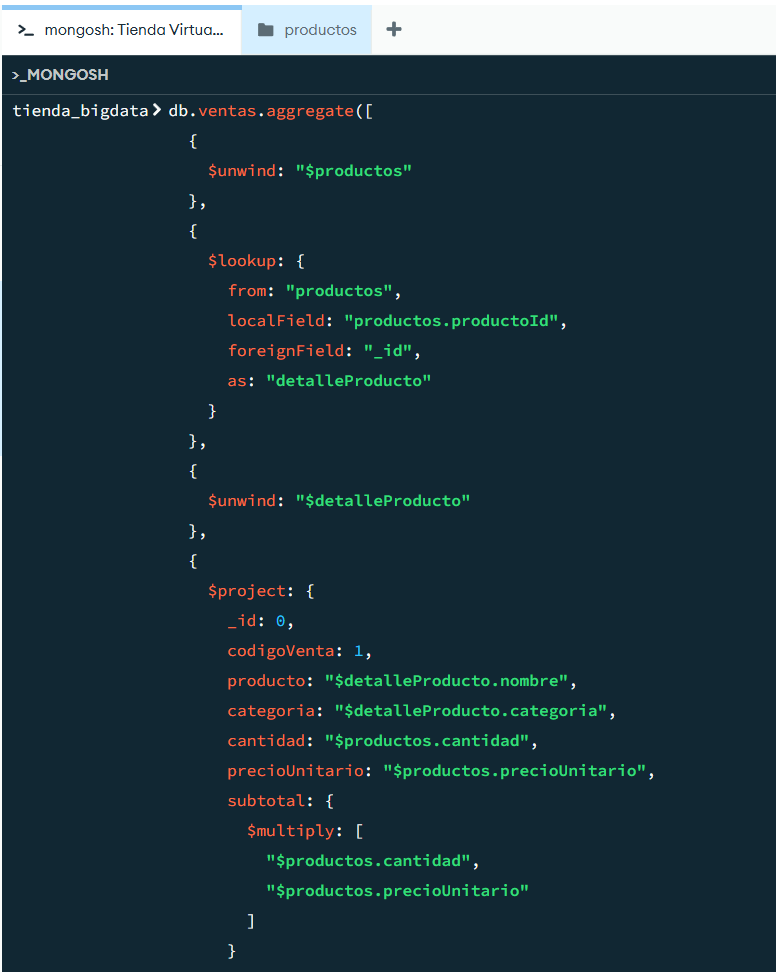 mongosh: Tienda Virtua... productos
>_MONGOSH
tienda_bigdata> db.ventas.aggregate([
{
$unwind: "$productos"
},
{
$lookup: {
from: "productos",
localField: "productos.productoId",
foreignField: "_id",
as: "detalleProducto"
}
},
{
$unwind: "$detalleProducto"
},
{
$project: {
_id: 0,
codigoVenta: 1,
producto: "$detalleProducto.nombre",
categoria: "$detalleProducto.categoria",
cantidad: "$productos.cantidad",
precioUnitario: "$productos.precioUnitario",
subtotal: {
$multiply: [
"$productos.cantidad",
"$productos.precioUnitario"
]
}